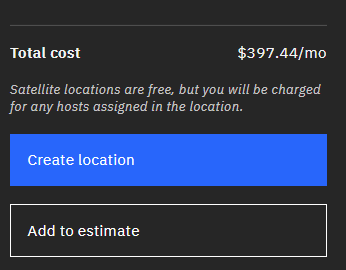 Total cost $397.44/mo
Satellite locations are free, but you will be charged
for any hosts assigned in the location.
Create location
Add to estimate